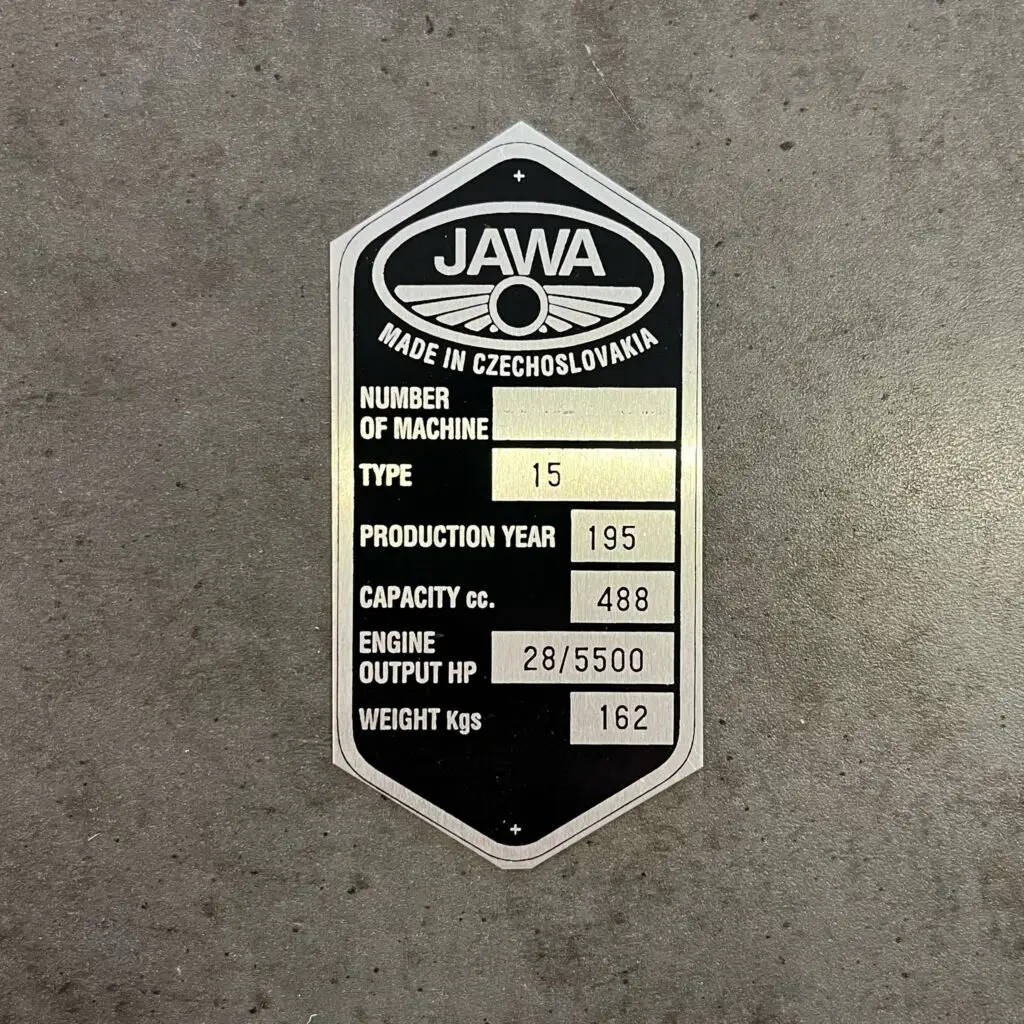 JAWA
MADE IN CZECHOSLOVAKIA
NUMBER
OF MACHINE
TYPE 15
PRODUCTION YEAR 195
CAPACITY cc. 488
ENGINE
OUTPUT HP 28/5500
WEIGHT Kgs 162